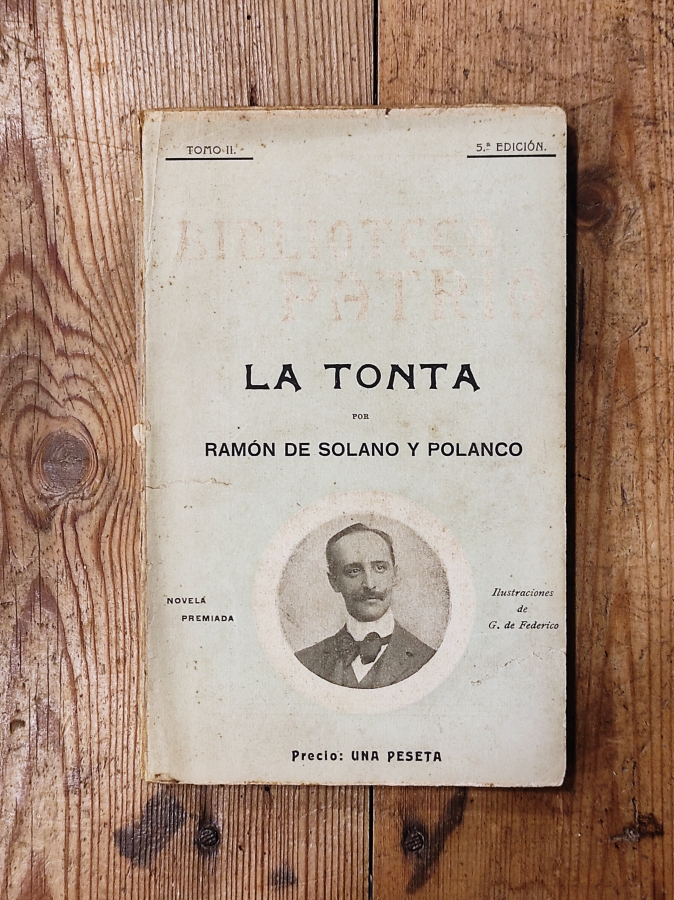 TOMO II.
5.ª EDICIÓN.
BIBLIOTECA
PATRIA
LA TONTA
POR
RAMÓN DE SOLANO Y POLANCO
NOVELA
PREMIADA
Ilustraciones
de
G. de Federico
Precio: UNA PESETA